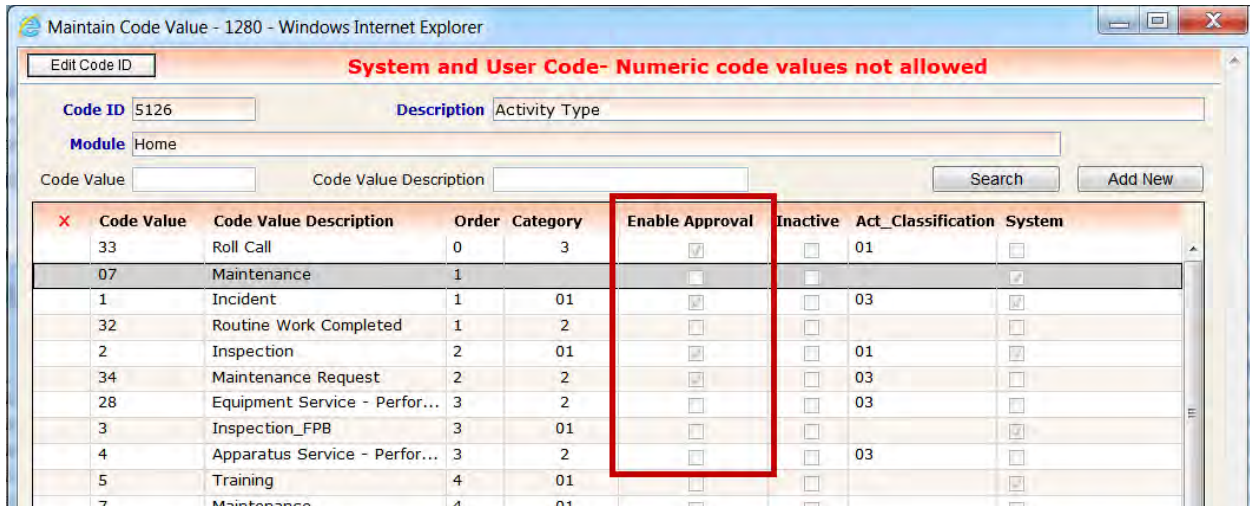 Maintain Code Value - 1280 - Windows Internet Explorer
Edit Code ID System and User Code- Numeric code values not allowed
Code ID 5126 Description Activity Type
Module Home
Code Value Code Value Description Search Add New
X Code Value Code Value Description Order Category Enable Approval Inactive Act_Classification System
33 Roll Call 0 3 01
07 Maintenance 1
1 Incident 1 01 03
32 Routine Work Completed 1 2
2 Inspection 2 01 01
34 Maintenance Request 2 2 03
28 Equipment Service - Perfor... 3 2 03
3 Inspection_FPB 3 01
4 Apparatus Service - Perfor... 3 2 03
5 Training 4 01
7 Maintenance 4 01